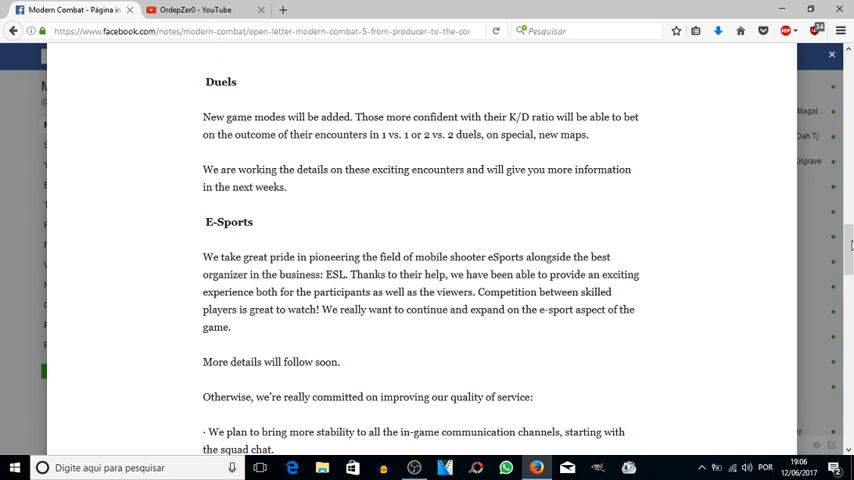 Modern Combat - Página in
OrdepZer0 - YouTube
https://www.facebook.com/notes/modern-combat/open-letter-modern-combat-5-from-producer-to-the-cor
Pesquisar
34
Duels
New game modes will be added. Those more confident with their K/D ratio will be able to bet
on the outcome of their encounters in 1 vs. 1 or 2 vs. 2 duels, on special, new maps.
Magal...
Dah Tj
Kilgrave
We are working the details on these exciting encounters and will give you more information
in the next weeks.
E-Sports
We take great pride in pioneering the field of mobile shooter eSports alongside the best
organizer in the business: ESL. Thanks to their help, we have been able to provide an exciting
experience both for the participants as well as the viewers. Competition between skilled
players is great to watch! We really want to continue and expand on the e-sport aspect of the
game.
More details will follow soon.
Otherwise, we're really committed on improving our quality of service:
· We plan to bring more stability to all the in-game communication channels, starting with
the squad chat.
Digite aqui para pesquisar
POR
19:06
12/06/2017
2